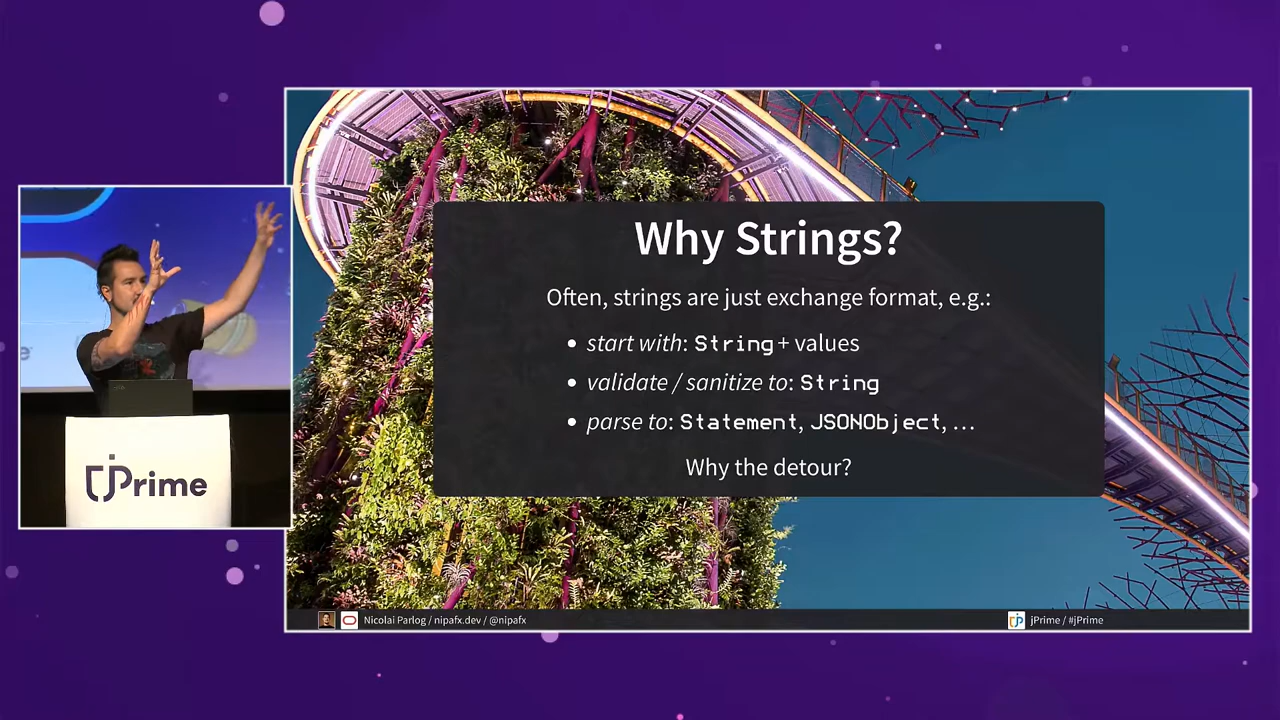 Why Strings?
Often, strings are just exchange format, e.g.:
• start with: String + values
• validate / sanitize to: String
• parse to: Statement, JSONObject, …
Why the detour?
jPrime
Nicolai Parlog / nipafx.dev / @nipafx
jPrime / #jPrime